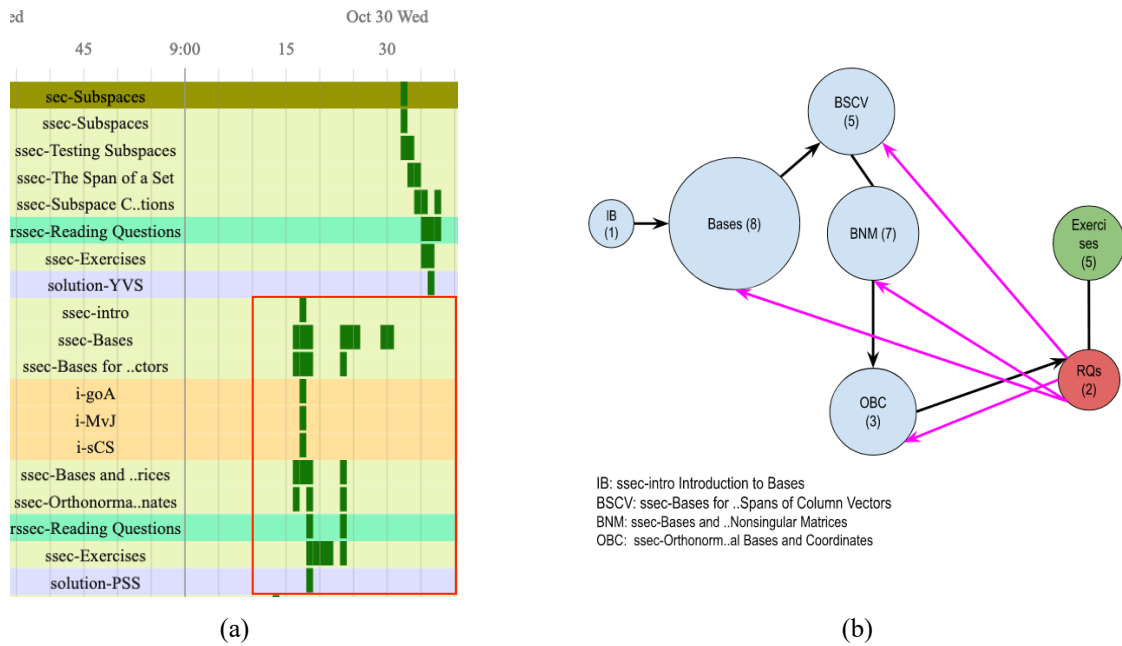 ed
Oct 30 Wed
45
9:00
15
30
sec-Subspaces
ssec-Subspaces
ssec-Testing Subspaces
ssec-The Span of a Set
ssec-Subspace C..tions
rssec-Reading Questions
ssec-Exercises
solution-YVS
ssec-intro
ssec-Bases
ssec-Bases for ..ctors
i-goA
i-MvJ
i-sCS
ssec-Bases and ..rices
ssec-Orthonorma..nates
rssec-Reading Questions
ssec-Exercises
solution-PSS
(a)
BSCV
(5)
IB
(1)
Bases (8)
BNM (7)
Exerci
ses
(5)
OBC
(3)
RQs
(2)
IB: ssec-intro Introduction to Bases
BSCV: ssec-Bases for ..Spans of Column Vectors
BNM: ssec-Bases and ..Nonsingular Matrices
OBC: ssec-Orthonorm..al Bases and Coordinates
(b)